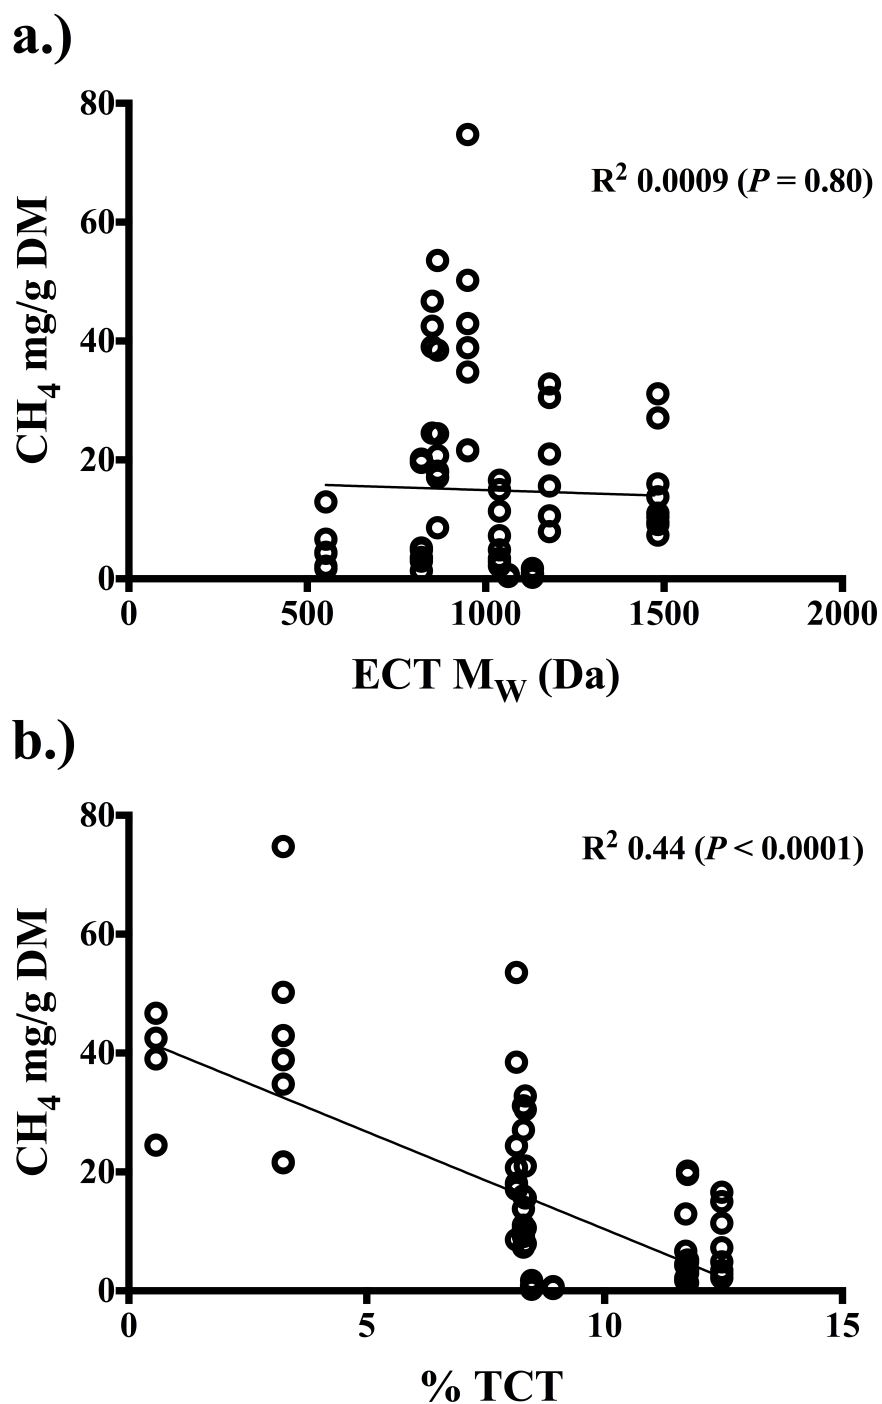 a.)
80
R² 0.0009 (P = 0.80)
60
40
20
0
CH₄ mg/g DM
0 500 1000 1500 2000
ECT M_W (Da)
b.)
80
R² 0.44 (P < 0.0001)
60
40
20
0
CH₄ mg/g DM
0 5 10 15
% TCT